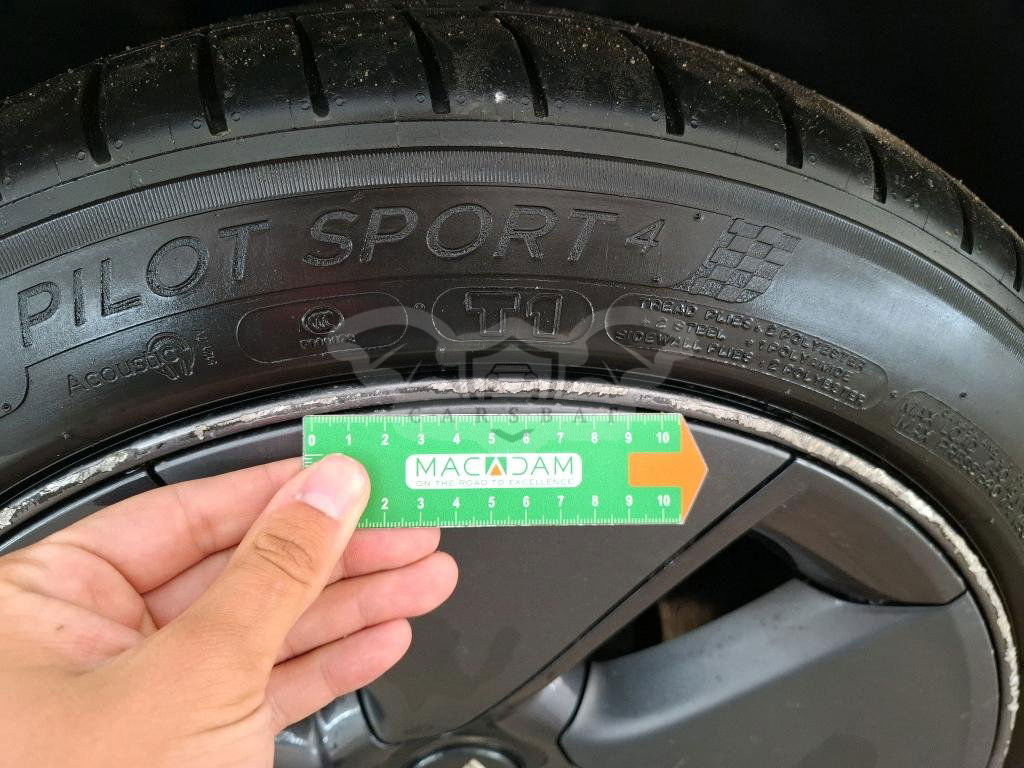 PILOT SPORT 4
T1
Acoustic
TREAD PLIES : 2 POLYESTER
+ 2 STEEL + 1 POLYAMIDE
SIDEWALL PLIES : 2 POLYESTER
CARSBAT
0 1 2 3 4 5 6 7 8 9 10
MACADAM
ON THE ROAD TO EXCELLENCE
2 3 4 5 6 7 8 9 10